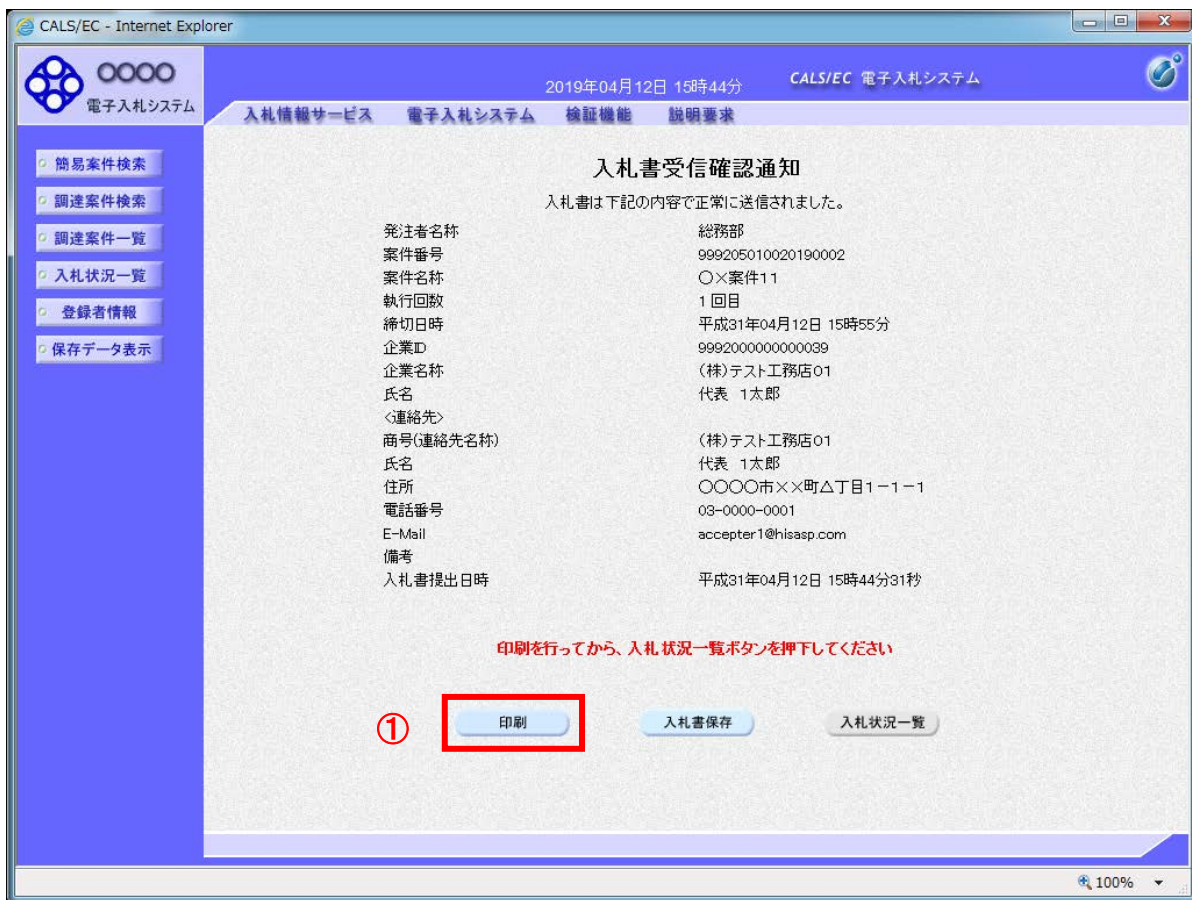 CALS/EC - Internet Explorer
〇〇〇〇
電子入札システム
2019年04月12日 15時44分
CALS/EC 電子入札システム
入札情報サービス 電子入札システム 検証機能 説明要求
簡易案件検索
調達案件検索
調達案件一覧
入札状況一覧
登録者情報
保存データ表示
入札書受信確認通知
入札書は下記の内容で正常に送信されました。
発注者名称 総務部
案件番号 999205010020190002
案件名称 〇×案件11
執行回数 1回目
締切日時 平成31年04月12日 15時55分
企業ID 9992000000000039
企業名称 (株)テスト工務店01
氏名 代表 1太郎
<連絡先>
商号(連絡先名称) (株)テスト工務店01
氏名 代表 1太郎
住所 〇〇〇〇市××町△丁目1-1-1
電話番号 03-0000-0001
E-Mail accepter1@hisasp.com
備考
入札書提出日時 平成31年04月12日 15時44分31秒
印刷を行ってから、入札状況一覧ボタンを押下してください
① 印刷 入札書保存 入札状況一覧
100%